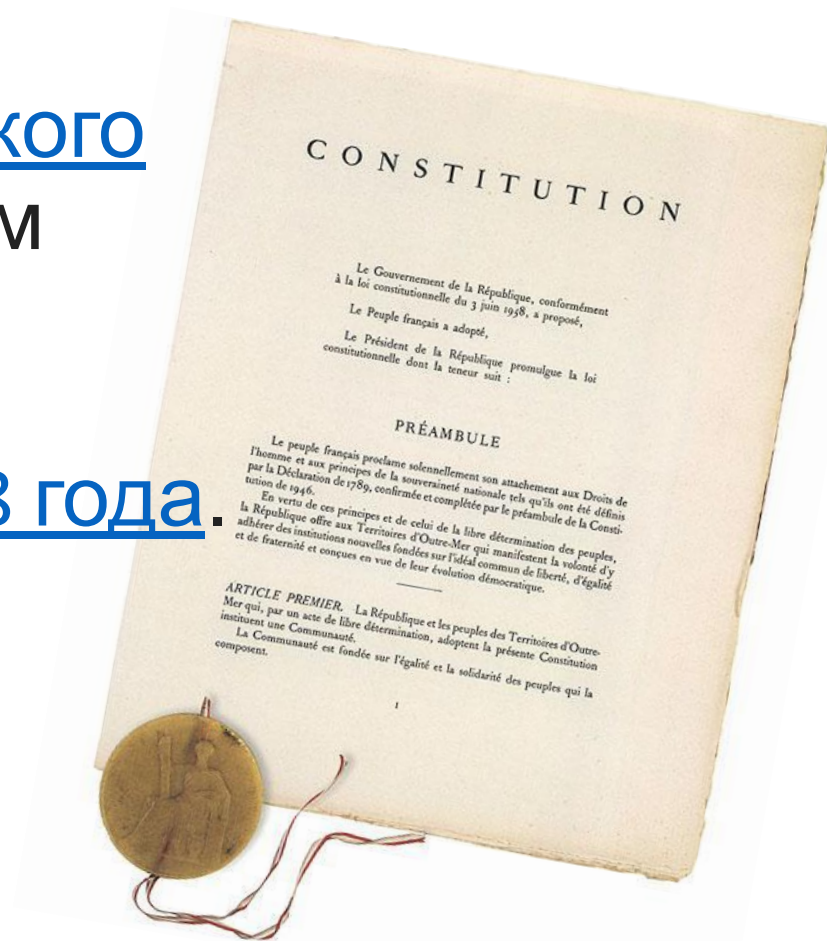 кого
м
8 года.
CONSTITUTION
Le Gouvernement de la République, conformément
à la loi constitutionnelle du 3 juin 1958, a proposé,
Le Peuple français a adopté,
Le Président de la République promulgue la loi
constitutionnelle dont la teneur suit :
PRÉAMBULE
Le peuple français proclame solennellement son attachement aux Droits de
l'homme et aux principes de la souveraineté nationale tels qu'ils ont été définis
par la Déclaration de 1789, confirmée et complétée par le préambule de la Consti-
tution de 1946.
En vertu de ces principes et de celui de la libre détermination des peuples,
la République offre aux Territoires d'Outre-Mer qui manifestent la volonté d'y
adhérer des institutions nouvelles fondées sur l'idéal commun de liberté, d'égalité
et de fraternité et conçues en vue de leur évolution démocratique.
ARTICLE PREMIER. La République et les peuples des Territoires d'Outre-
Mer qui, par un acte de libre détermination, adoptent la présente Constitution
instituent une Communauté.
La Communauté est fondée sur l'égalité et la solidarité des peuples qui la
composent.
1